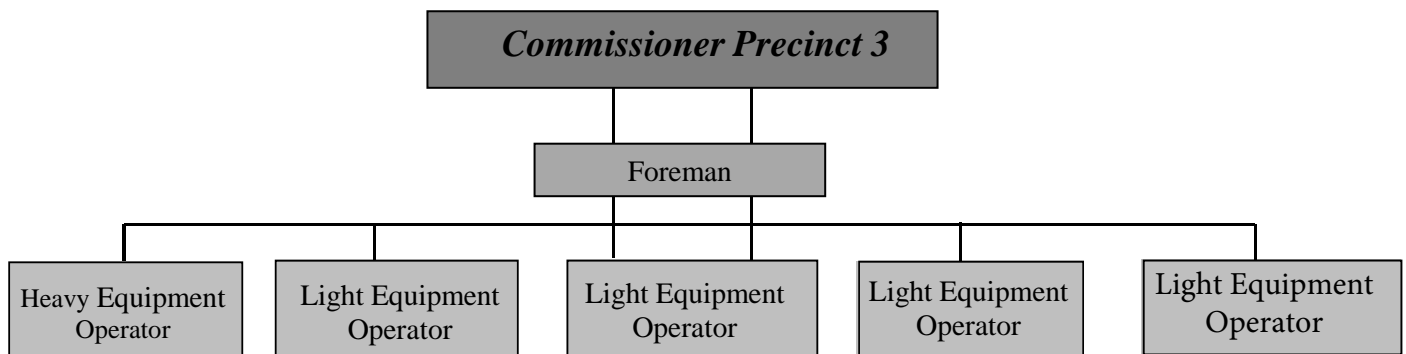 Commissioner Precinct 3
Foreman
Heavy Equipment
Operator
Light Equipment
Operator
Light Equipment
Operator
Light Equipment
Operator
Light Equipment
Operator